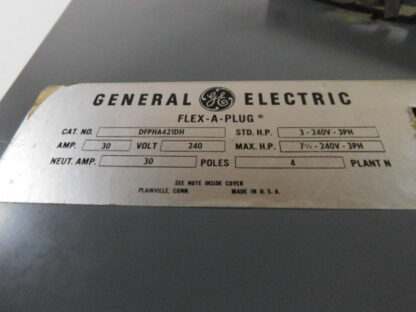 GENERAL GE ELECTRIC
FLEX-A-PLUG ®
CAT. NO. DFPHA421DH STD. H.P. 3 - 240V - 3PH
AMP. 30 VOLT 240 MAX. H.P. 7½ - 240V - 3PH
NEUT. AMP. 30 POLES 4 PLANT N
SEE NOTE INSIDE COVER
PLAINVILLE, CONN. MADE IN U.S.A.